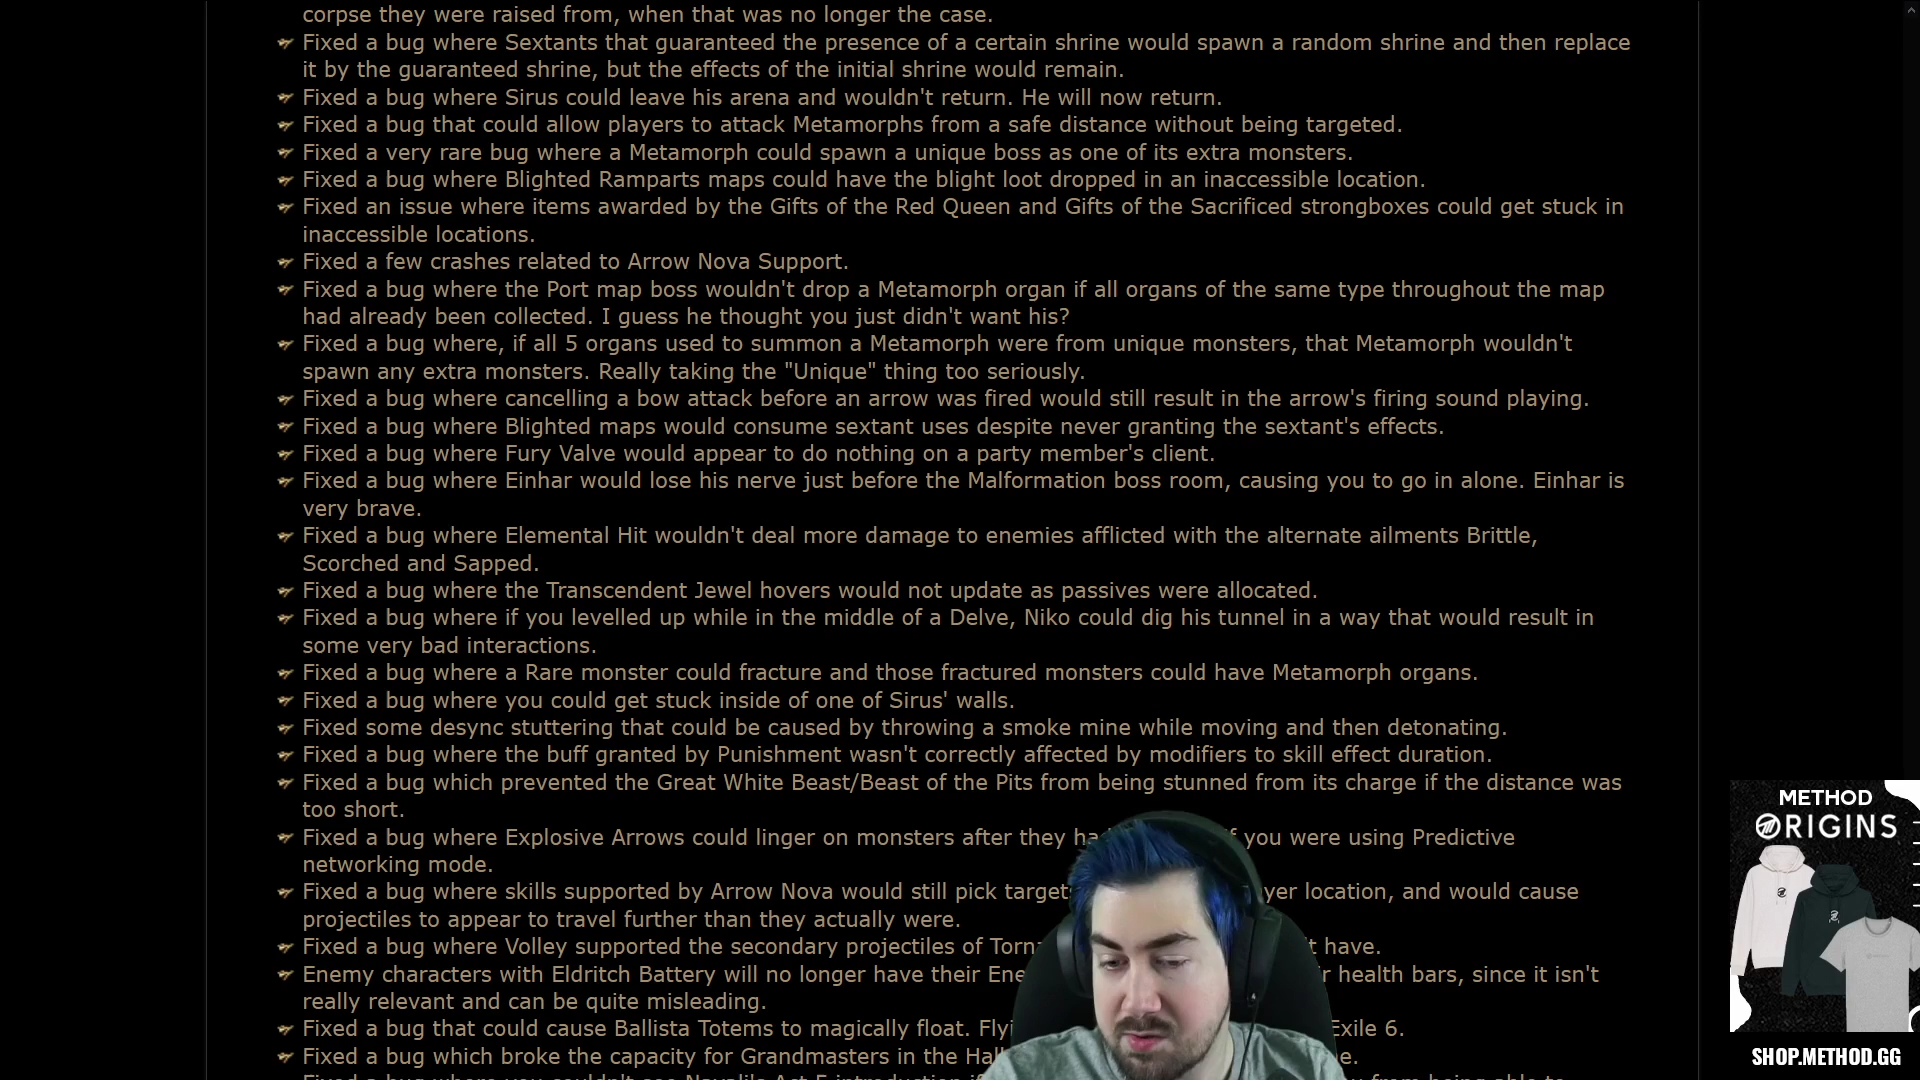 corpse they were raised from, when that was no longer the case.
Fixed a bug where Sextants that guaranteed the presence of a certain shrine would spawn a random shrine and then replace
it by the guaranteed shrine, but the effects of the initial shrine would remain.
Fixed a bug where Sirus could leave his arena and wouldn't return. He will now return.
Fixed a bug that could allow players to attack Metamorphs from a safe distance without being targeted.
Fixed a very rare bug where a Metamorph could spawn a unique boss as one of its extra monsters.
Fixed a bug where Blighted Ramparts maps could have the blight loot dropped in an inaccessible location.
Fixed an issue where items awarded by the Gifts of the Red Queen and Gifts of the Sacrificed strongboxes could get stuck in
inaccessible locations.
Fixed a few crashes related to Arrow Nova Support.
Fixed a bug where the Port map boss wouldn't drop a Metamorph organ if all organs of the same type throughout the map
had already been collected. I guess he thought you just didn't want his?
Fixed a bug where, if all 5 organs used to summon a Metamorph were from unique monsters, that Metamorph wouldn't
spawn any extra monsters. Really taking the "Unique" thing too seriously.
Fixed a bug where cancelling a bow attack before an arrow was fired would still result in the arrow's firing sound playing.
Fixed a bug where Blighted maps would consume sextant uses despite never granting the sextant's effects.
Fixed a bug where Fury Valve would appear to do nothing on a party member's client.
Fixed a bug where Einhar would lose his nerve just before the Malformation boss room, causing you to go in alone. Einhar is
very brave.
Fixed a bug where Elemental Hit wouldn't deal more damage to enemies afflicted with the alternate ailments Brittle,
Scorched and Sapped.
Fixed a bug where the Transcendent Jewel hovers would not update as passives were allocated.
Fixed a bug where if you levelled up while in the middle of a Delve, Niko could dig his tunnel in a way that would result in
some very bad interactions.
Fixed a bug where a Rare monster could fracture and those fractured monsters could have Metamorph organs.
Fixed a bug where you could get stuck inside of one of Sirus' walls.
Fixed some desync stuttering that could be caused by throwing a smoke mine while moving and then detonating.
Fixed a bug where the buff granted by Punishment wasn't correctly affected by modifiers to skill effect duration.
Fixed a bug which prevented the Great White Beast/Beast of the Pits from being stunned from its charge if the distance was
too short.
Fixed a bug where Explosive Arrows could linger on monsters after they you were using Predictive
networking mode.
Fixed a bug where skills supported by Arrow Nova would still pick location, and would cause
projectiles to appear to travel further than they actually were.
Fixed a bug where Volley supported the secondary projectiles of have.
Enemy characters with Eldritch Battery will no longer have their health bars, since it isn't
really relevant and can be quite misleading.
Fixed a bug that could cause Ballista Totems to magically float. Exile 6.
Fixed a bug which broke the capacity for Grandmasters in the
METHOD
ORIGINS
SHOP.METHOD.GG